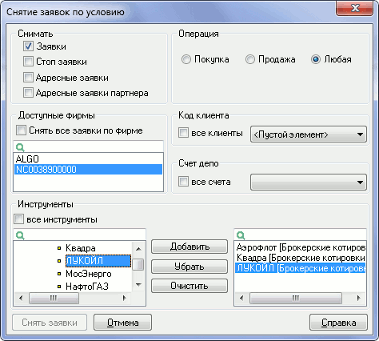 Снятие заявок по условию
Снимать
Заявки
Стоп заявки
Адресные заявки
Адресные заявки партнера
Операция
Покупка
Продажа
Любая
Доступные фирмы
Снять все заявки по фирме
ALGO
NC0038900000
Код клиента
все клиенты
<Пустой элемент>
Счет депо
все счета
Инструменты
все инструменты
Квадра
ЛУКОЙЛ
МосЭнерго
НафтоГАЗ
Добавить
Убрать
Очистить
Аэрофлот [Брокерские котиров
Квадра [Брокерские котировки
ЛУКОЙЛ [Брокерские котировк
Снять заявки
Отмена
Справка